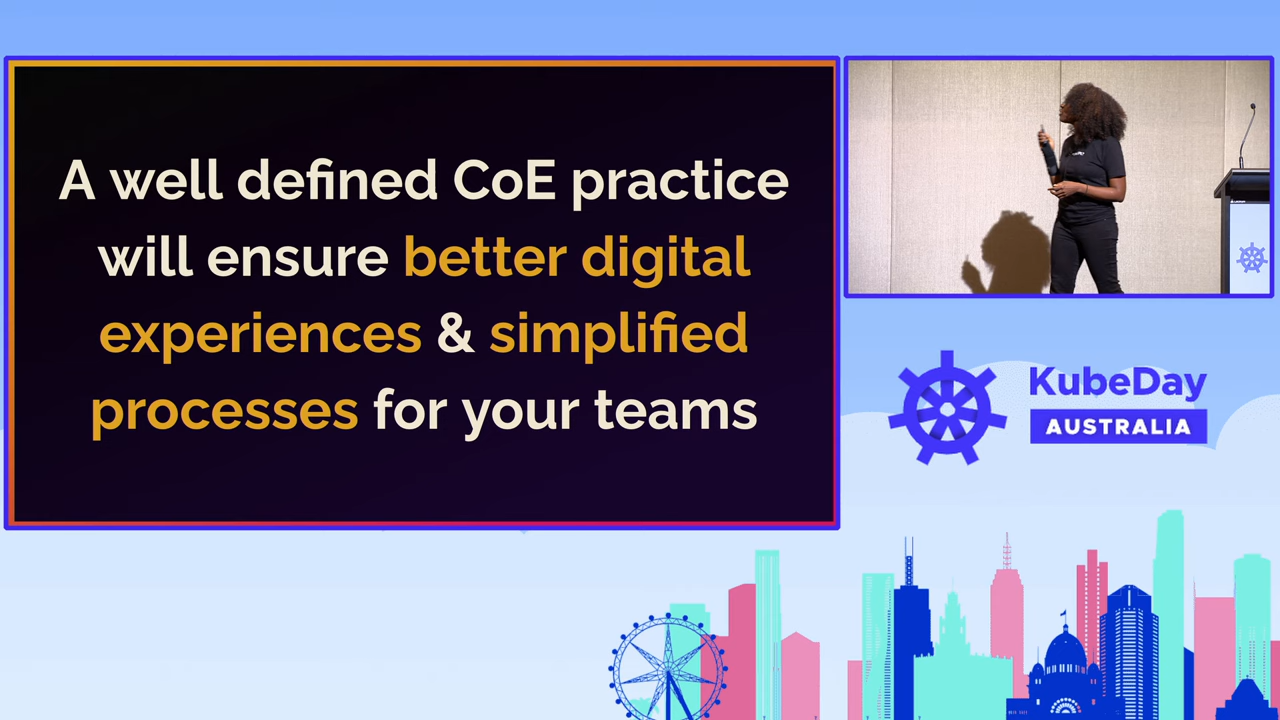 A well defined CoE practice
will ensure better digital
experiences & simplified
processes for your teams
KubeDay
AUSTRALIA